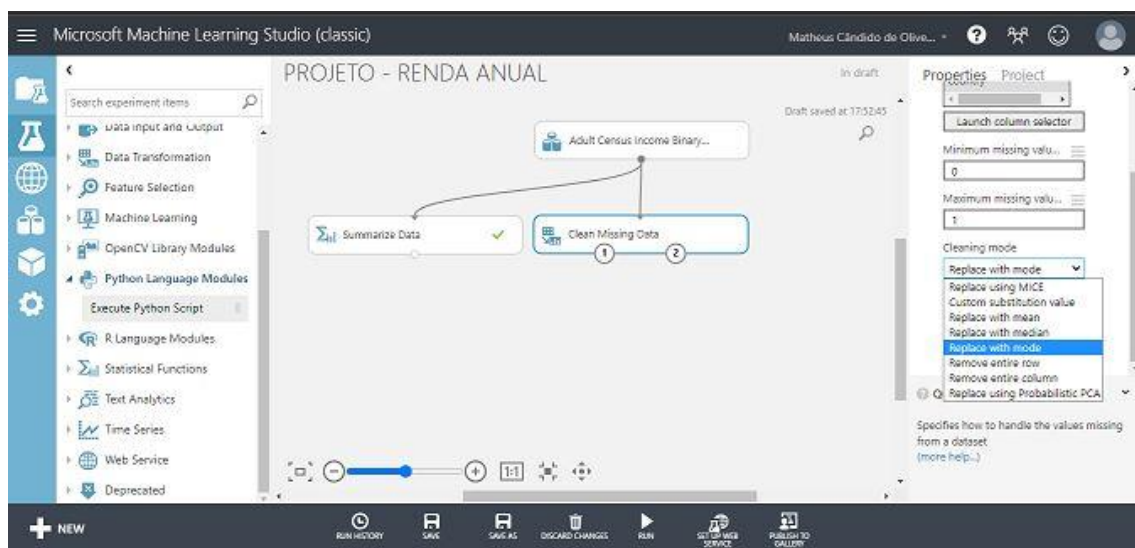 Microsoft Machine Learning Studio (classic)
Matheus Cândido de Olive...
Search experiment items
Data Input and Output
Data Transformation
Feature Selection
Machine Learning
OpenCV Library Modules
Python Language Modules
Execute Python Script
R Language Modules
Statistical Functions
Text Analytics
Time Series
Web Service
Deprecated
PROJETO - RENDA ANUAL
In draft
Draft saved at 17:52:45
Adult Census Income Binary...
Summarize Data
Clean Missing Data
1 2
1:1
Properties Project
country
Launch column selector
Minimum missing valu...
0
Maximum missing valu...
1
Cleaning mode
Replace with mode
Replace using MICE
Custom substitution value
Replace with mean
Replace with median
Replace with mode
Remove entire row
Remove entire column
Replace using Probabilistic PCA
Specifies how to handle the values missing
from a dataset
(more help...)
NEW
RUN HISTORY
SAVE
SAVE AS
DISCARD CHANGES
RUN
SET UP WEB
SERVICE
PUBLISH TO
GALLERY